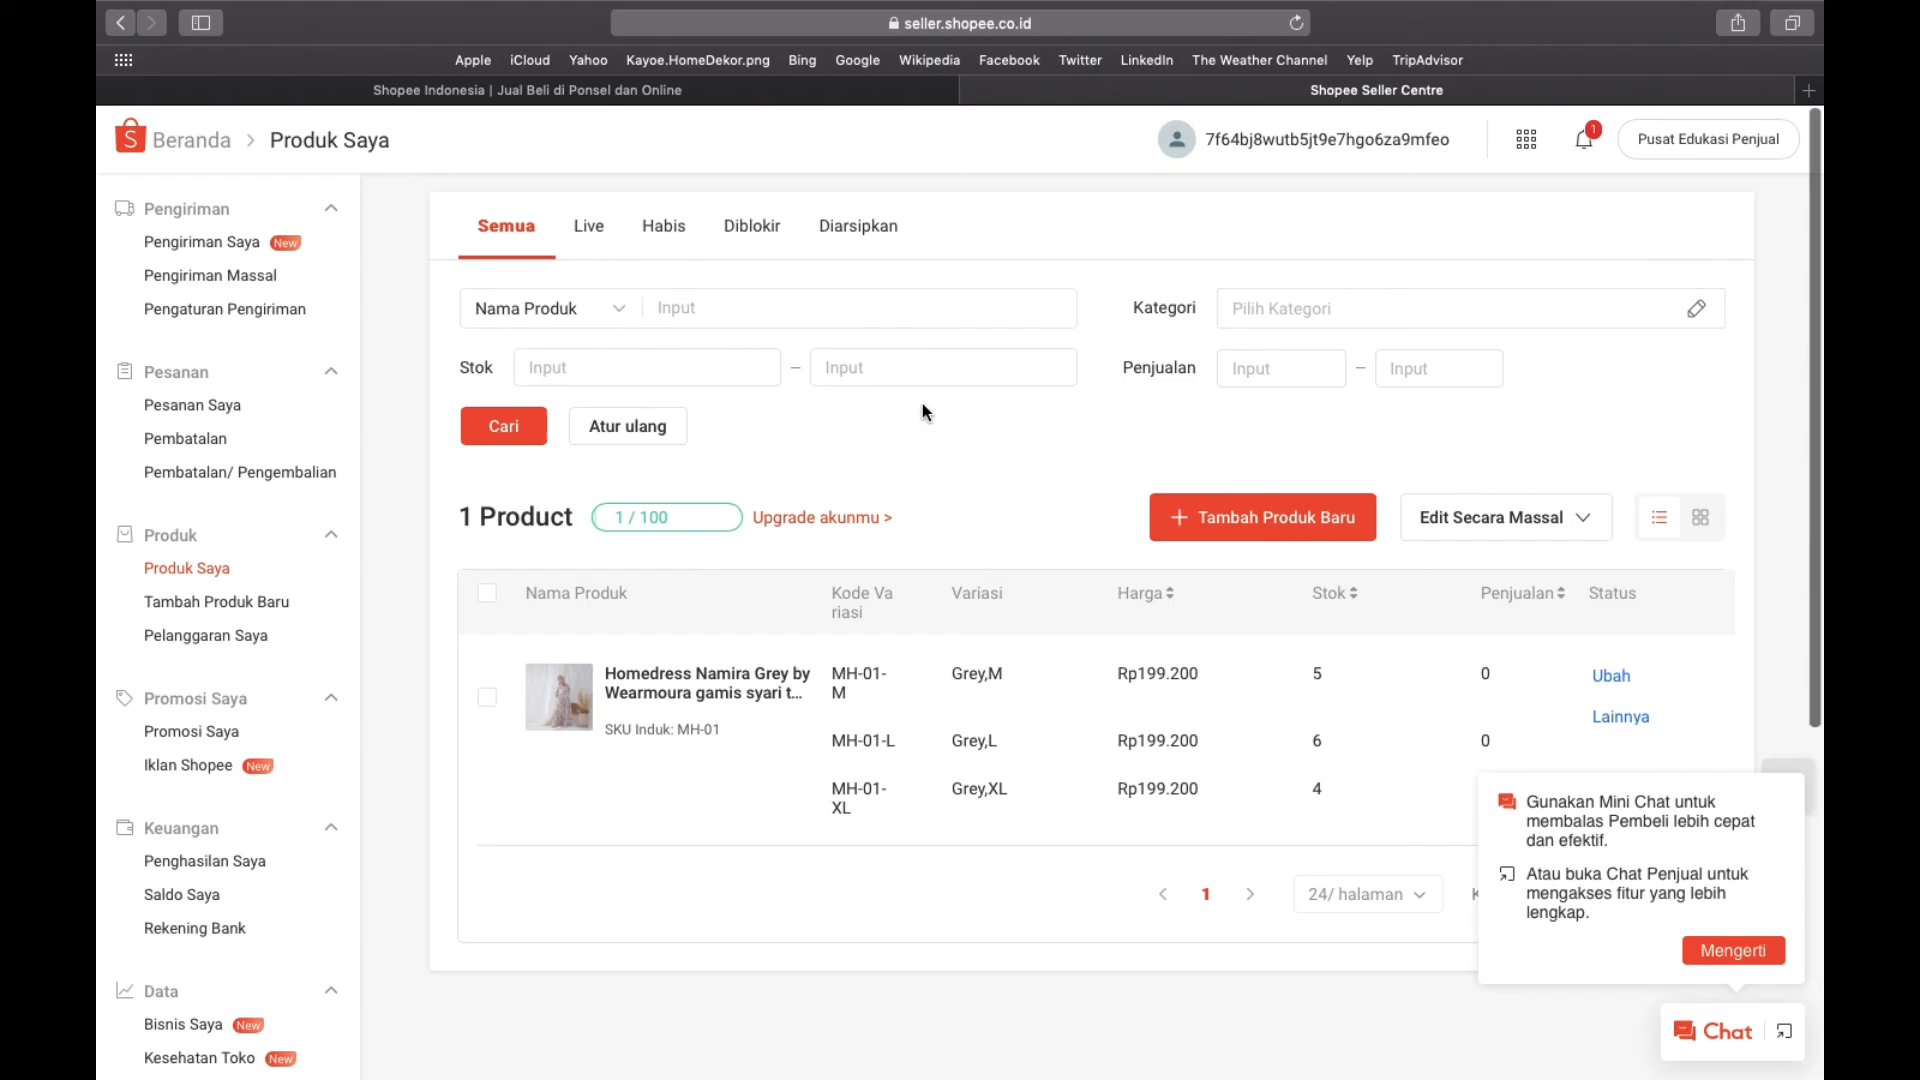 seller.shopee.co.id
Apple iCloud Yahoo Kayoe.HomeDekor.png Bing Google Wikipedia Facebook Twitter LinkedIn The Weather Channel Yelp TripAdvisor
Shopee Indonesia | Jual Beli di Ponsel dan Online
Shopee Seller Centre
Beranda > Produk Saya
7f64bj8wutb5jt9e7hgo6za9mfeo
1
Pusat Edukasi Penjual
Pengiriman
Pengiriman Saya New
Pengiriman Massal
Pengaturan Pengiriman
Pesanan
Pesanan Saya
Pembatalan
Pembatalan/ Pengembalian
Produk
Produk Saya
Tambah Produk Baru
Pelanggaran Saya
Promosi Saya
Promosi Saya
Iklan Shopee New
Keuangan
Penghasilan Saya
Saldo Saya
Rekening Bank
Data
Bisnis Saya New
Kesehatan Toko New
Semua Live Habis Diblokir Diarsipkan
Nama Produk Input
Kategori Pilih Kategori
Stok Input – Input
Penjualan Input – Input
Cari Atur ulang
1 Product 1 / 100 Upgrade akunmu >
+ Tambah Produk Baru
Edit Secara Massal
Nama Produk
Kode Va
riasi
Variasi
Harga
Stok
Penjualan
Status
Homedress Namira Grey by
Wearmoura gamis syari t...
SKU Induk: MH-01
MH-01-
M
Grey,M
Rp199.200
5
0
Ubah
Lainnya
MH-01-L
Grey,L
Rp199.200
6
0
MH-01-
XL
Grey,XL
Rp199.200
4
< 1 >
24/ halaman
Gunakan Mini Chat untuk
membalas Pembeli lebih cepat
dan efektif.
Atau buka Chat Penjual untuk
mengakses fitur yang lebih
lengkap.
Mengerti
Chat